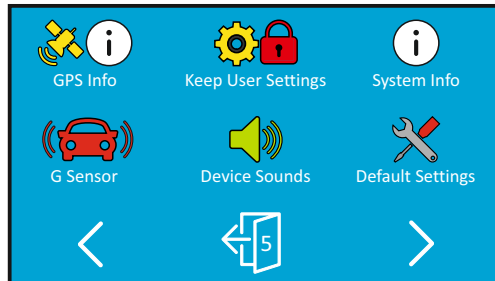 i
i
GPS Info
Keep User Settings
System Info
G Sensor
Device Sounds
Default Settings
5